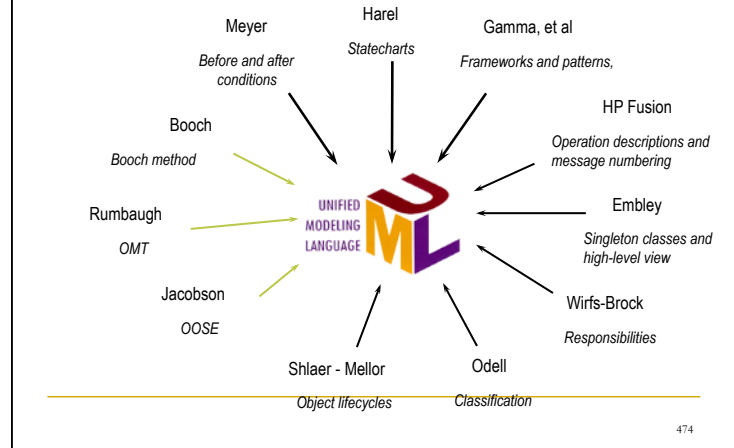 Harel
Statecharts
Meyer
Before and after
conditions
Gamma, et al
Frameworks and patterns,
HP Fusion
Operation descriptions and
message numbering
Booch
Booch method
Embley
Singleton classes and
high-level view
Rumbaugh
OMT
UNIFIED
MODELING
LANGUAGE
UML
Jacobson
OOSE
Wirfs-Brock
Responsibilities
Shlaer - Mellor
Object lifecycles
Odell
Classification
474